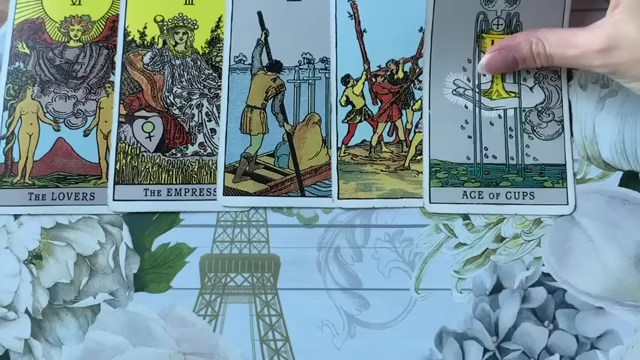 VI
III
THE LOVERS
THE EMPRESS
ACE OF CUPS